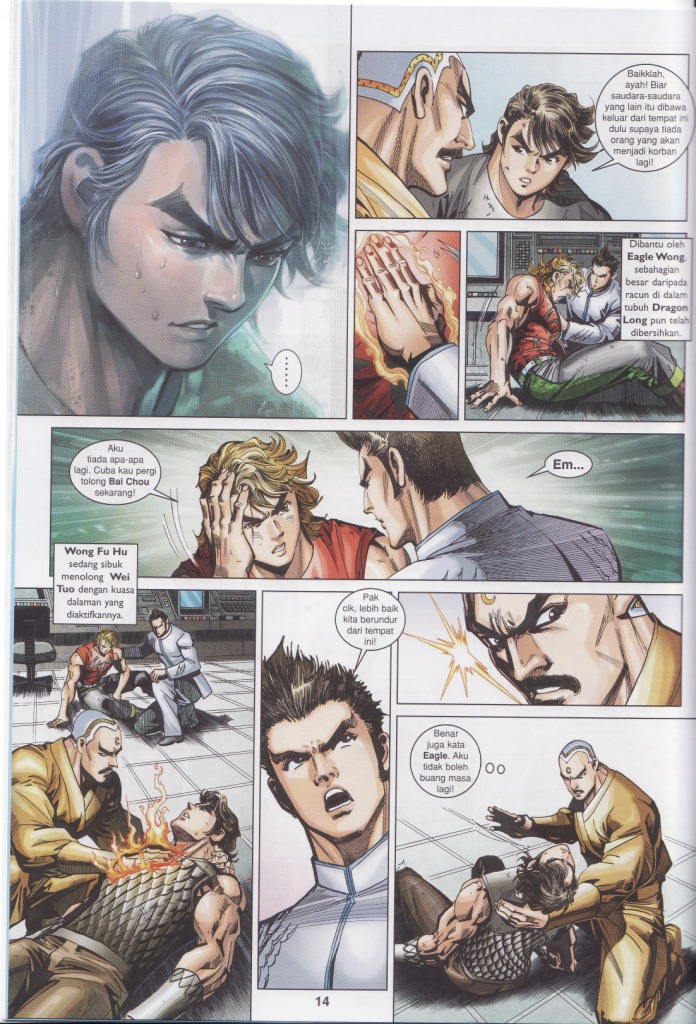 ......
Baikklah,
ayah! Biar
saudara-saudara
yang lain itu dibawa
keluar dari tempat ini
dulu supaya tiada
orang yang akan
menjadi korban
lagi!
Dibantu oleh
Eagle Wong,
sebahagian
besar daripada
racun di dalam
tubuh Dragon
Long pun telah
dibersihkan.
Aku
tiada apa-apa
lagi. Cuba kau pergi
tolong Bai Chou
sekarang!
Em...
Wong Fu Hu
sedang sibuk
menolong Wei
Tuo dengan kuasa
dalaman yang
diaktifkannya.
Pak
cik, lebih baik
kita berundur
dari tempat
ini!
Benar
juga kata
Eagle. Aku
tidak boleh
buang masa
lagi!
14